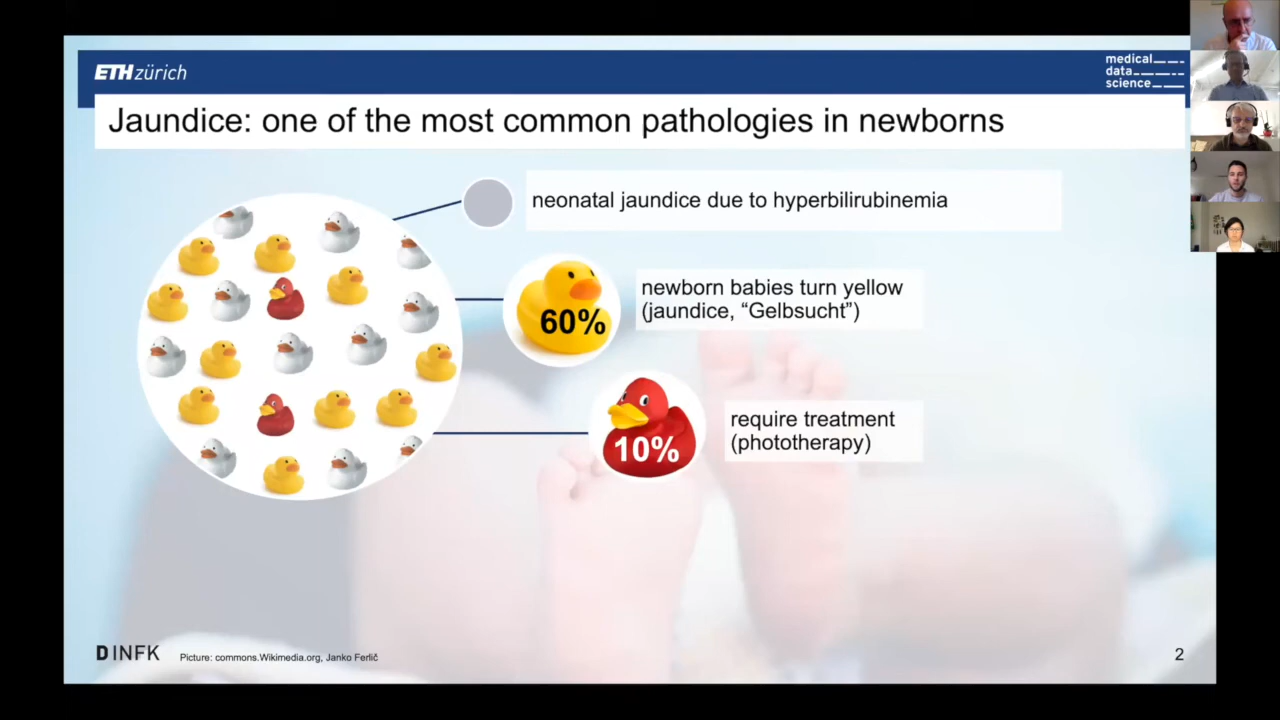 ETH zürich
medical
data
science
Jaundice: one of the most common pathologies in newborns
neonatal jaundice due to hyperbilirubinemia
60%
newborn babies turn yellow
(jaundice, “Gelbsucht”)
10%
require treatment
(phototherapy)
D INFK
Picture: commons.Wikimedia.org, Janko Ferlič
2